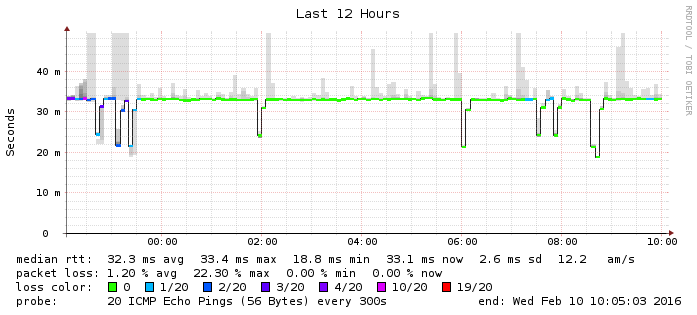 Last 12 Hours
RRDTOOL / TOBI OETIKER
Seconds
40 m
30 m
20 m
10 m
0
00:00 02:00 04:00 06:00 08:00 10:00
median rtt: 32.3 ms avg 33.4 ms max 18.8 ms min 33.1 ms now 2.6 ms sd 12.2 am/s
packet loss: 1.20 % avg 22.30 % max 0.00 % min 0.00 % now
loss color: 0 1/20 2/20 3/20 4/20 10/20 19/20
probe: 20 ICMP Echo Pings (56 Bytes) every 300s end: Wed Feb 10 10:05:03 2016